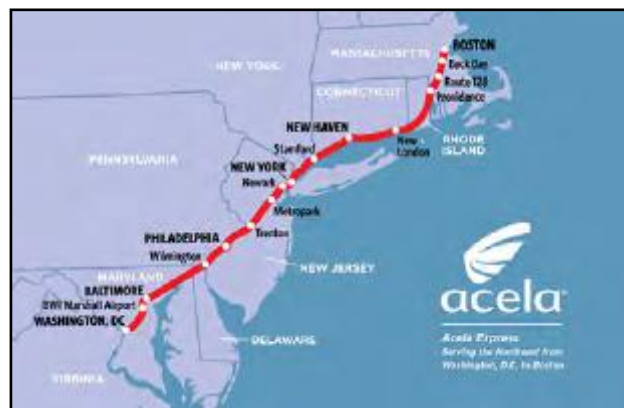 BOSTON
MASSACHUSETTS
Back Bay
Route 128
NEW YORK
Providence
CONNECTICUT
NEW HAVEN
RHODE
ISLAND
New
London
Stamford
PENNSYLVANIA
NEW YORK
Newark
Metropark
PHILADELPHIA
Trenton
Wilmington
NEW JERSEY
MARYLAND
BALTIMORE
BWI Marshall Airport
WASHINGTON, DC
DELAWARE
VIRGINIA
acela
Acela Express
Serving the Northeast from
Washington, D.C. to Boston